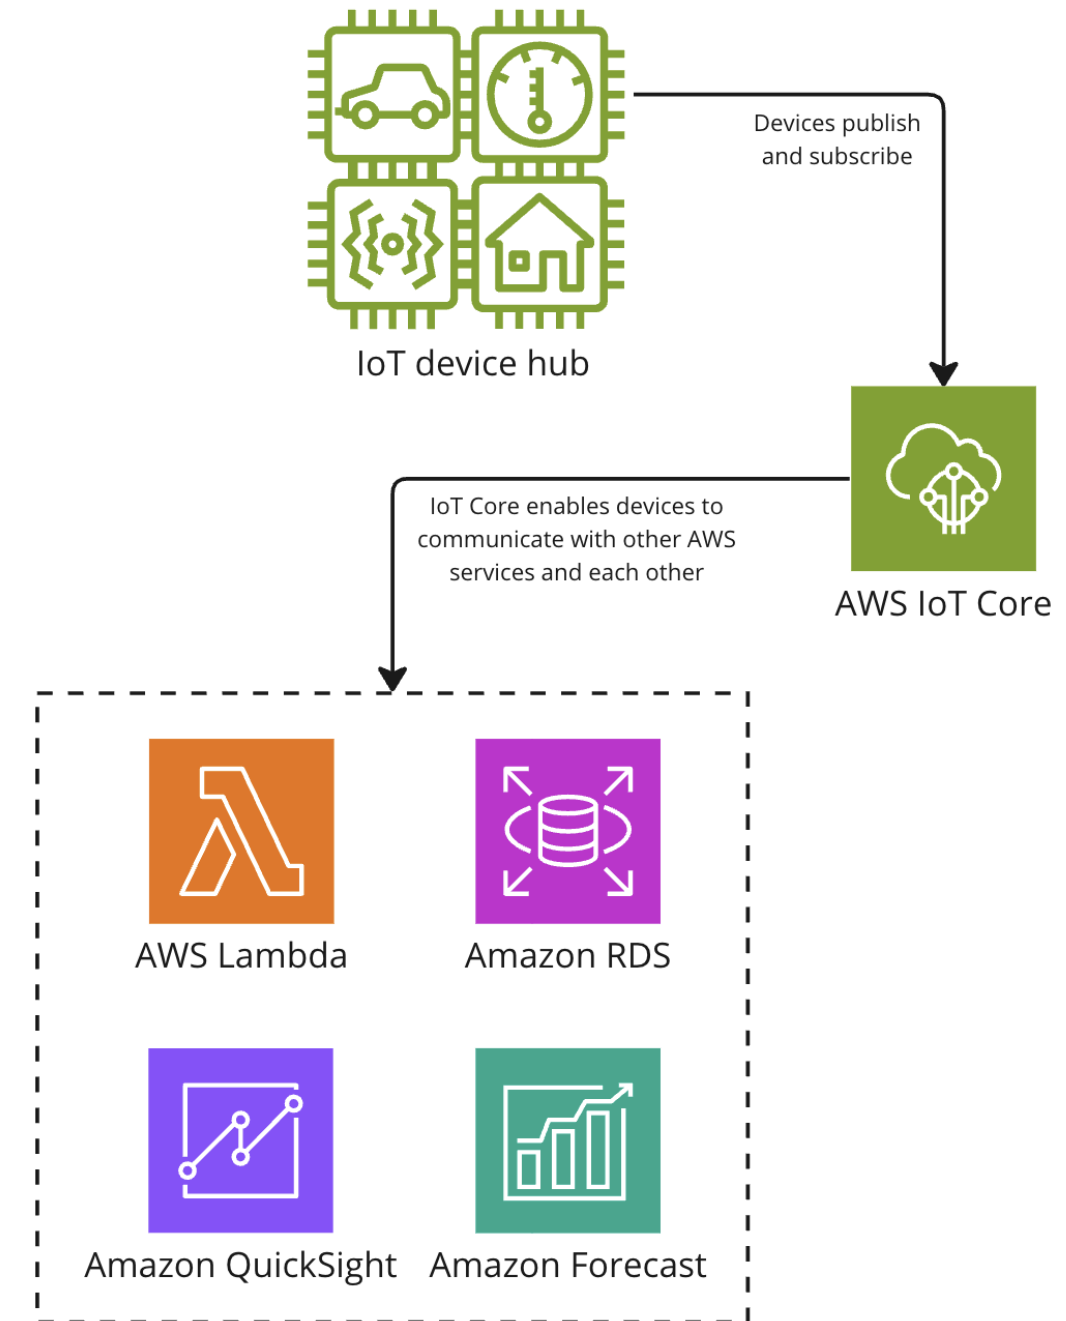 Devices publish
and subscribe
IoT device hub
IoT Core enables devices to
communicate with other AWS
services and each other
AWS IoT Core
AWS Lambda
Amazon RDS
Amazon QuickSight
Amazon Forecast